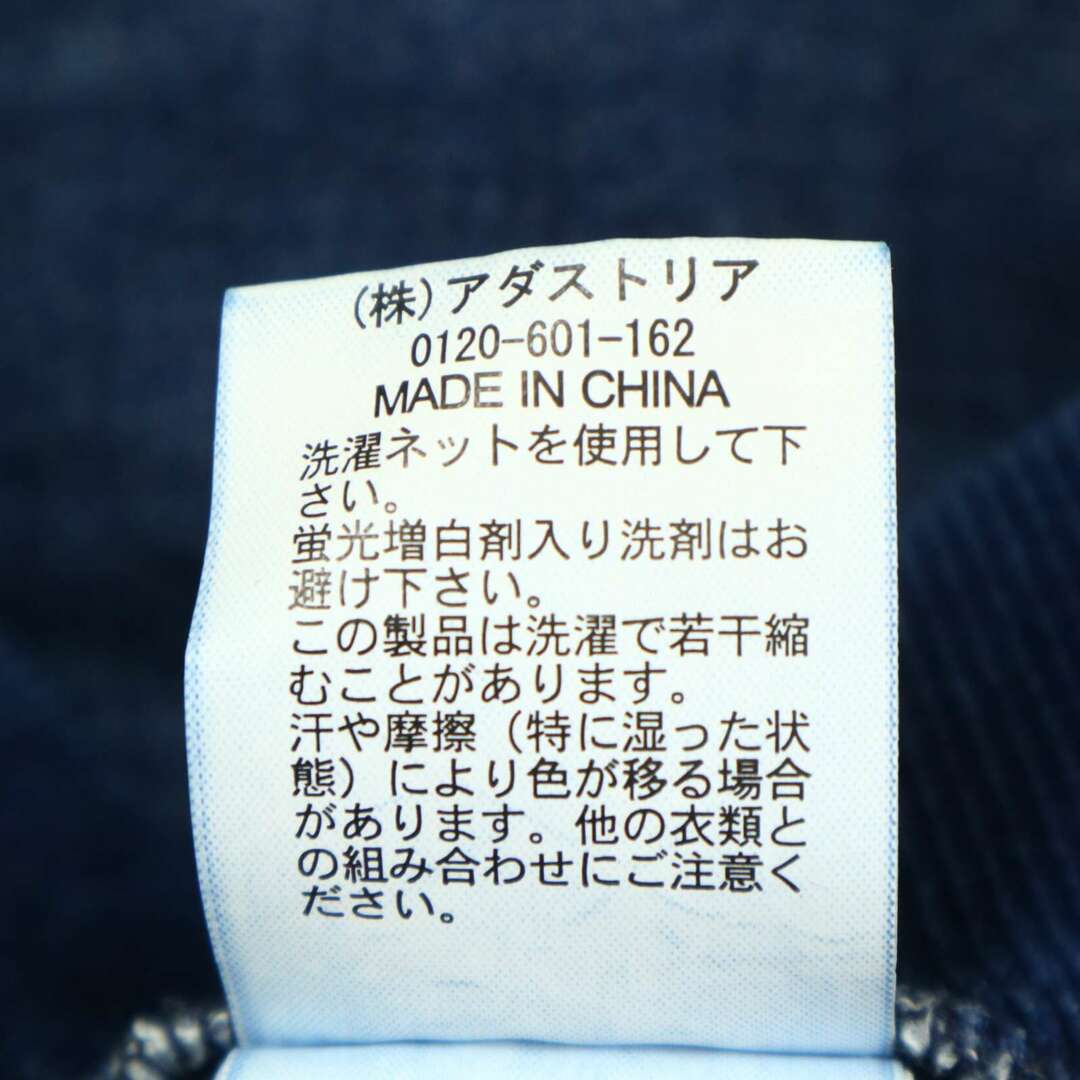 (株)アダストリア
0120-601-162
MADE IN CHINA
洗濯ネットを使用して下
さい。
蛍光増白剤入り洗剤はお
避け下さい。
この製品は洗濯で若干縮
むことがあります。
汗や摩擦（特に湿った状
態）により色が移る場合
があります。他の衣類と
の組み合わせにご注意く
ださい。